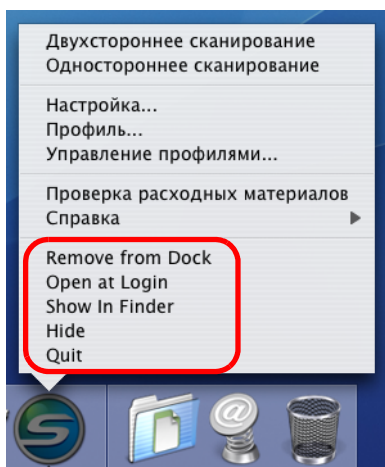 Двухстороннее сканирование
Одностороннее сканирование
Настройка...
Профиль...
Управление профилями...
Проверка расходных материалов
Справка
Remove from Dock
Open at Login
Show In Finder
Hide
Quit